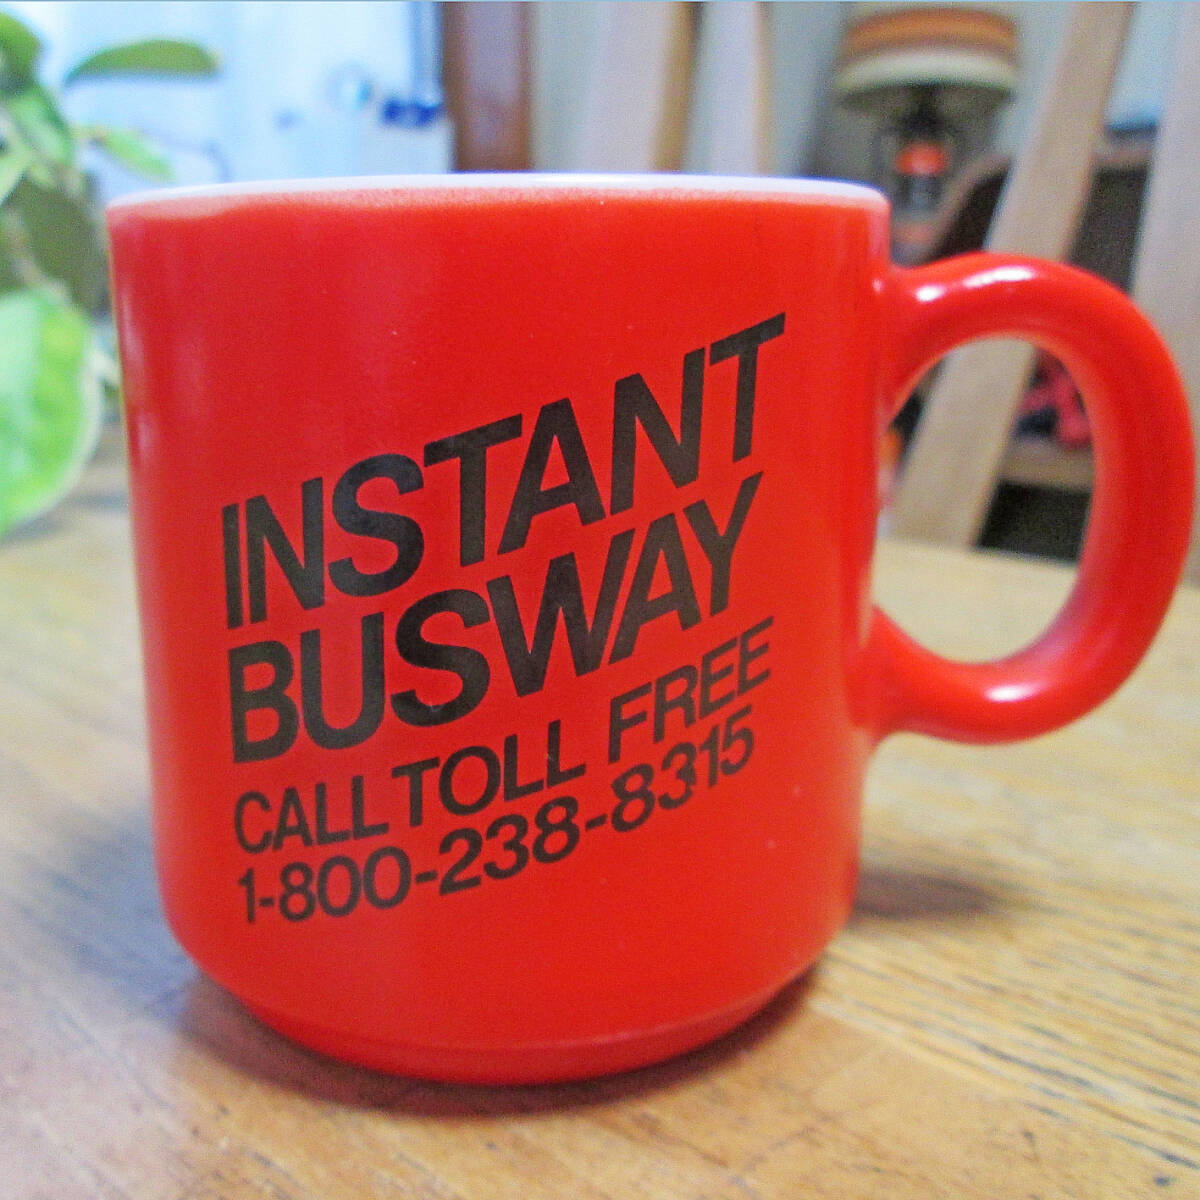 INSTANT
BUSWAY
CALL TOLL FREE
1-800-238-8315